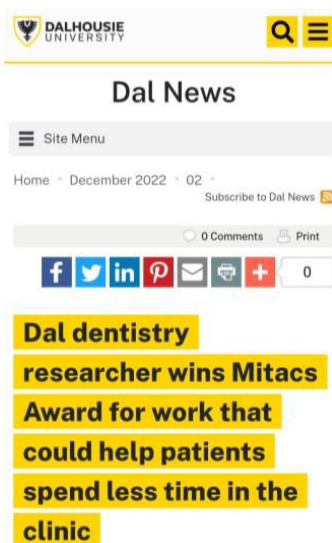 DALHOUSIE
UNIVERSITY
Dal News
Site Menu
Home December 2022 02
Subscribe to Dal News
0 Comments Print
0
Dal dentistry
researcher wins Mitacs
Award for work that
could help patients
spend less time in the
clinic